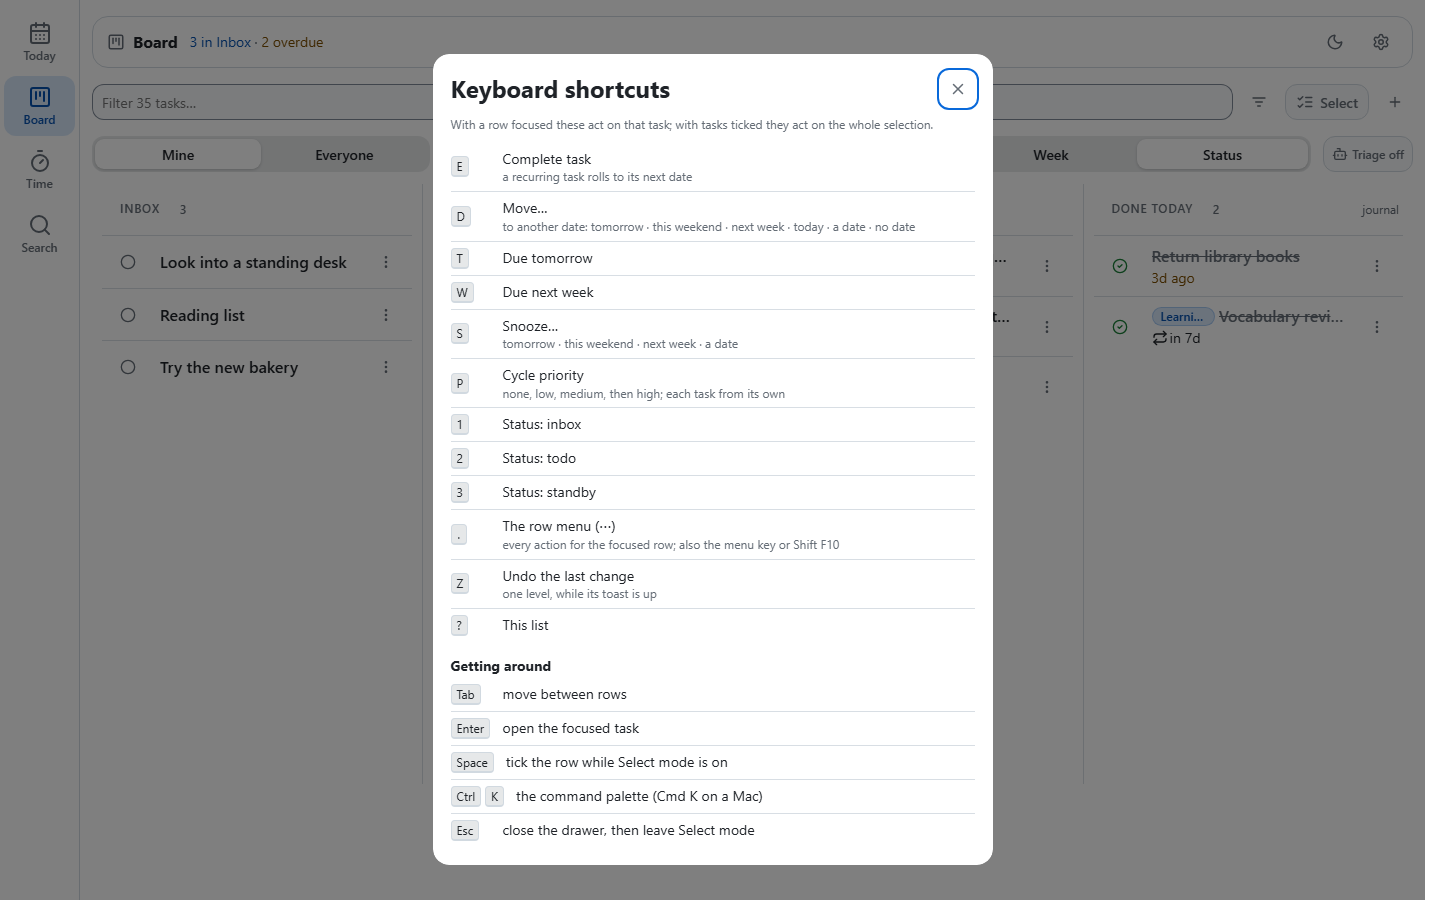 Today
Board
Time
Search
Board 3 in Inbox · 2 overdue
Filter 35 tasks...
Select
Mine
Everyone
Week
Status
Triage off
INBOX 3
Look into a standing desk
Reading list
Try the new bakery
...
t...
DONE TODAY 2
journal
Return library books
3d ago
Learni... Vocabulary revi...
in 7d
Keyboard shortcuts
With a row focused these act on that task; with tasks ticked they act on the whole selection.
E Complete task
a recurring task rolls to its next date
D Move...
to another date: tomorrow · this weekend · next week · today · a date · no date
T Due tomorrow
W Due next week
S Snooze...
tomorrow · this weekend · next week · a date
P Cycle priority
none, low, medium, then high; each task from its own
1 Status: inbox
2 Status: todo
3 Status: standby
. The row menu (⋯)
every action for the focused row; also the menu key or Shift F10
Z Undo the last change
one level, while its toast is up
? This list
Getting around
Tab move between rows
Enter open the focused task
Space tick the row while Select mode is on
Ctrl K the command palette (Cmd K on a Mac)
Esc close the drawer, then leave Select mode